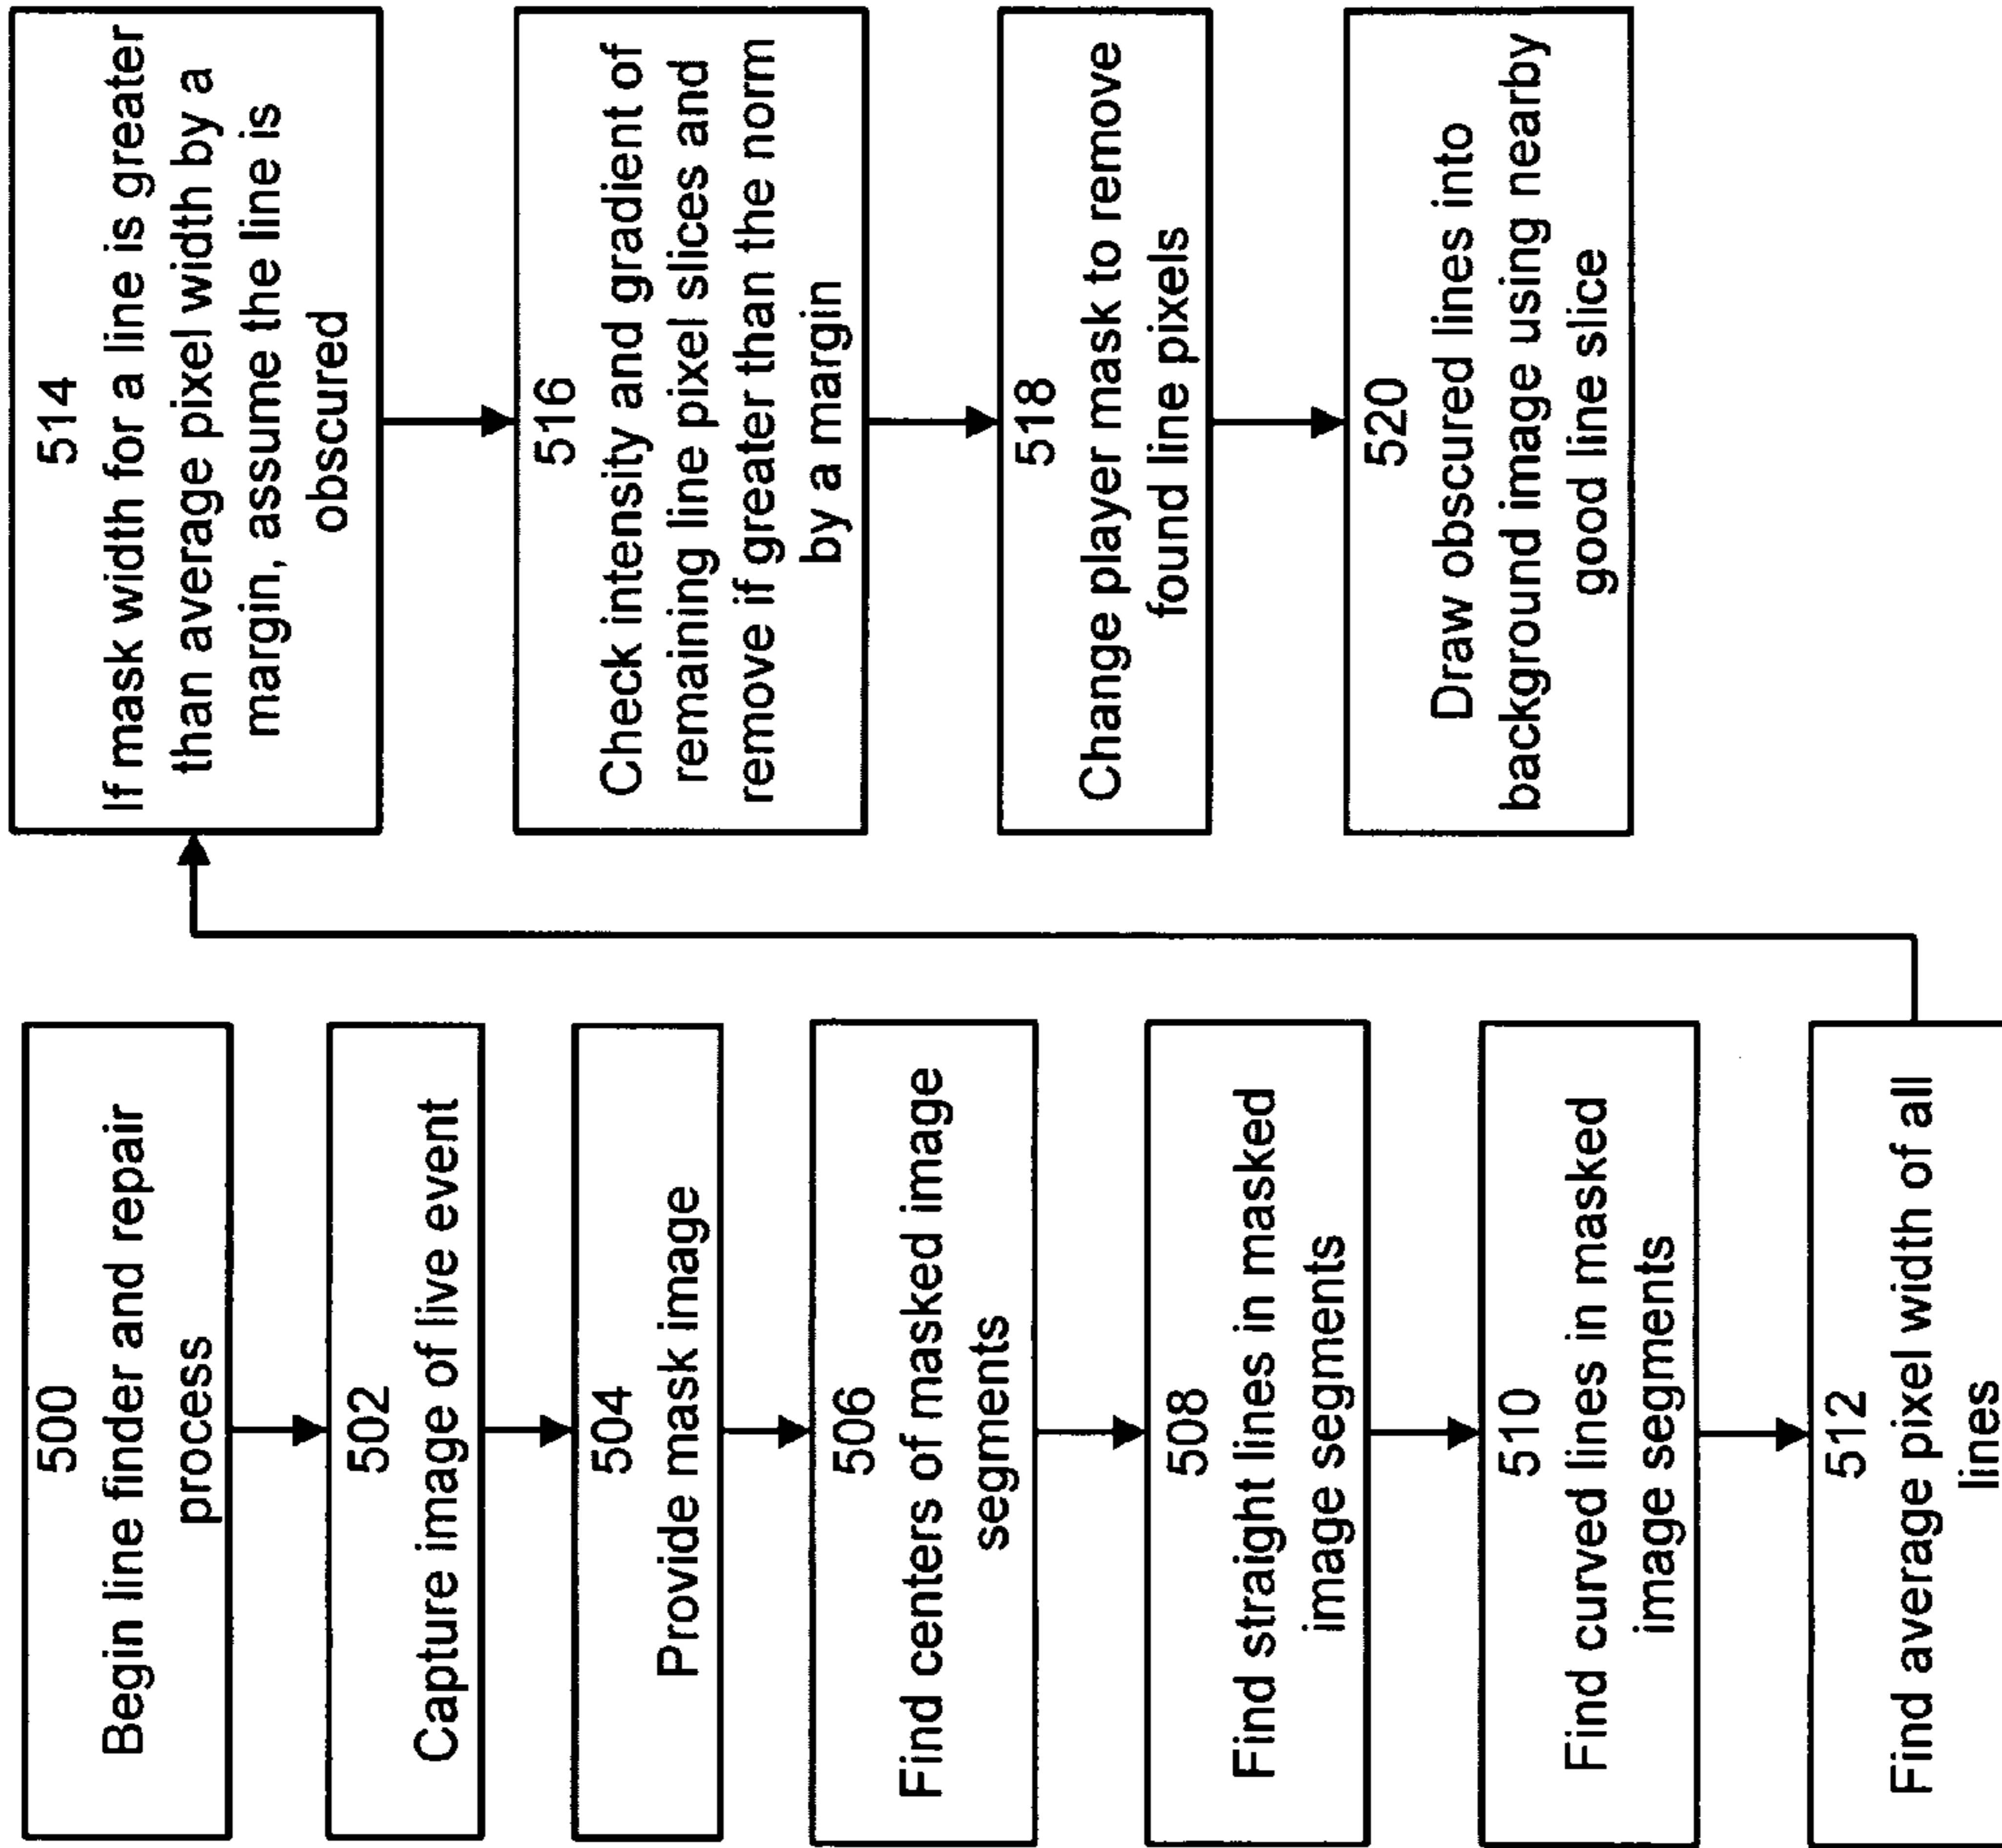 500
Begin line finder and repair
process
502
Capture image of live event
504
Provide mask image
506
Find centers of masked image
segments
508
Find straight lines in masked
image segments
510
Find curved lines in masked
image segments
512
Find average pixel width of all
lines
514
If mask width for a line is greater
than average pixel width by a
margin, assume the line is
obscured
516
Check intensity and gradient of
remaining line pixel slices and
remove if greater than the norm
by a margin
518
Change player mask to remove
found line pixels
520
Draw obscured lines into
background image using nearby
good line slice